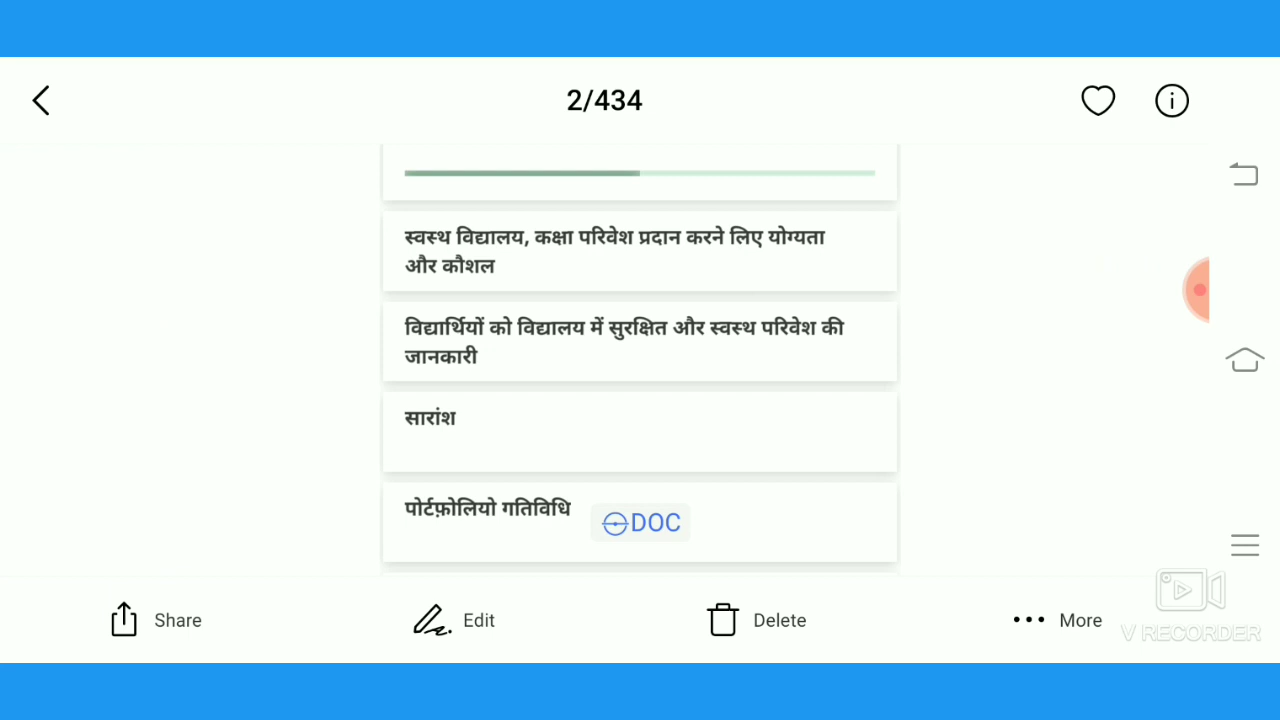 2/434
स्वस्थ विद्यालय, कक्षा परिवेश प्रदान करने लिए योग्यता
और कौशल
विद्यार्थियों को विद्यालय में सुरक्षित और स्वस्थ परिवेश की
जानकारी
सारांश
पोर्टफ़ोलियो गतिविधि
DOC
Share
Edit
Delete
More
V RECORDER